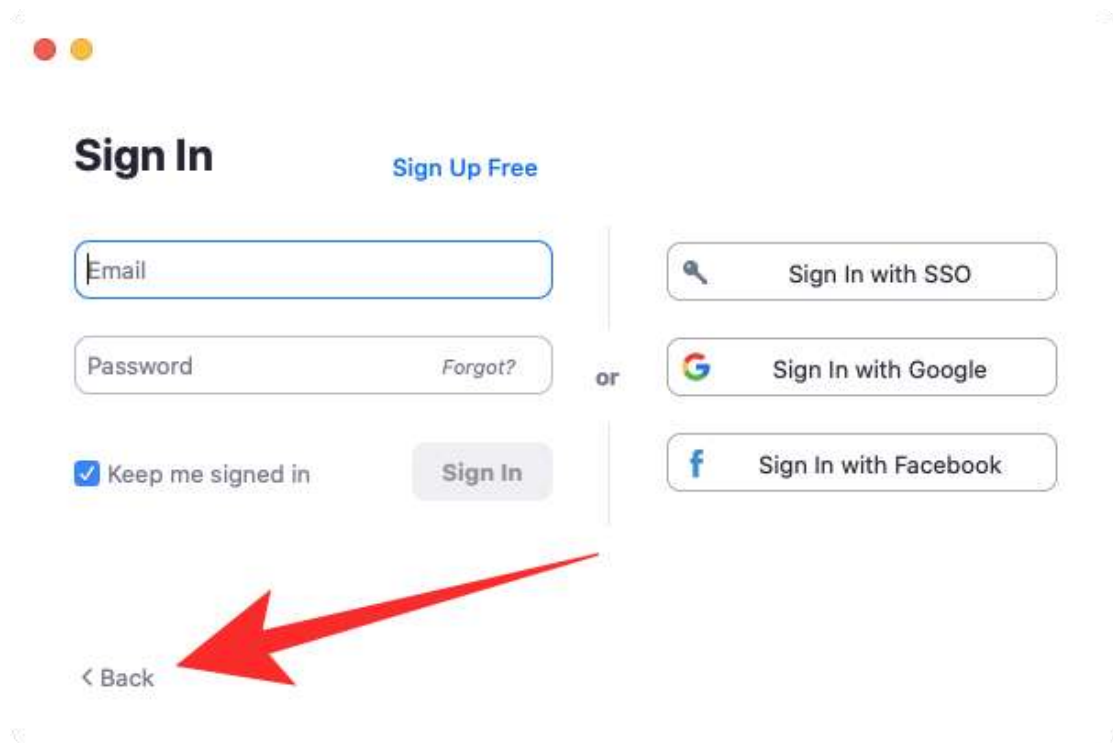 Sign In
Sign Up Free
Email
Password
Forgot?
Keep me signed in
Sign In
or
Sign In with SSO
Sign In with Google
Sign In with Facebook
< Back